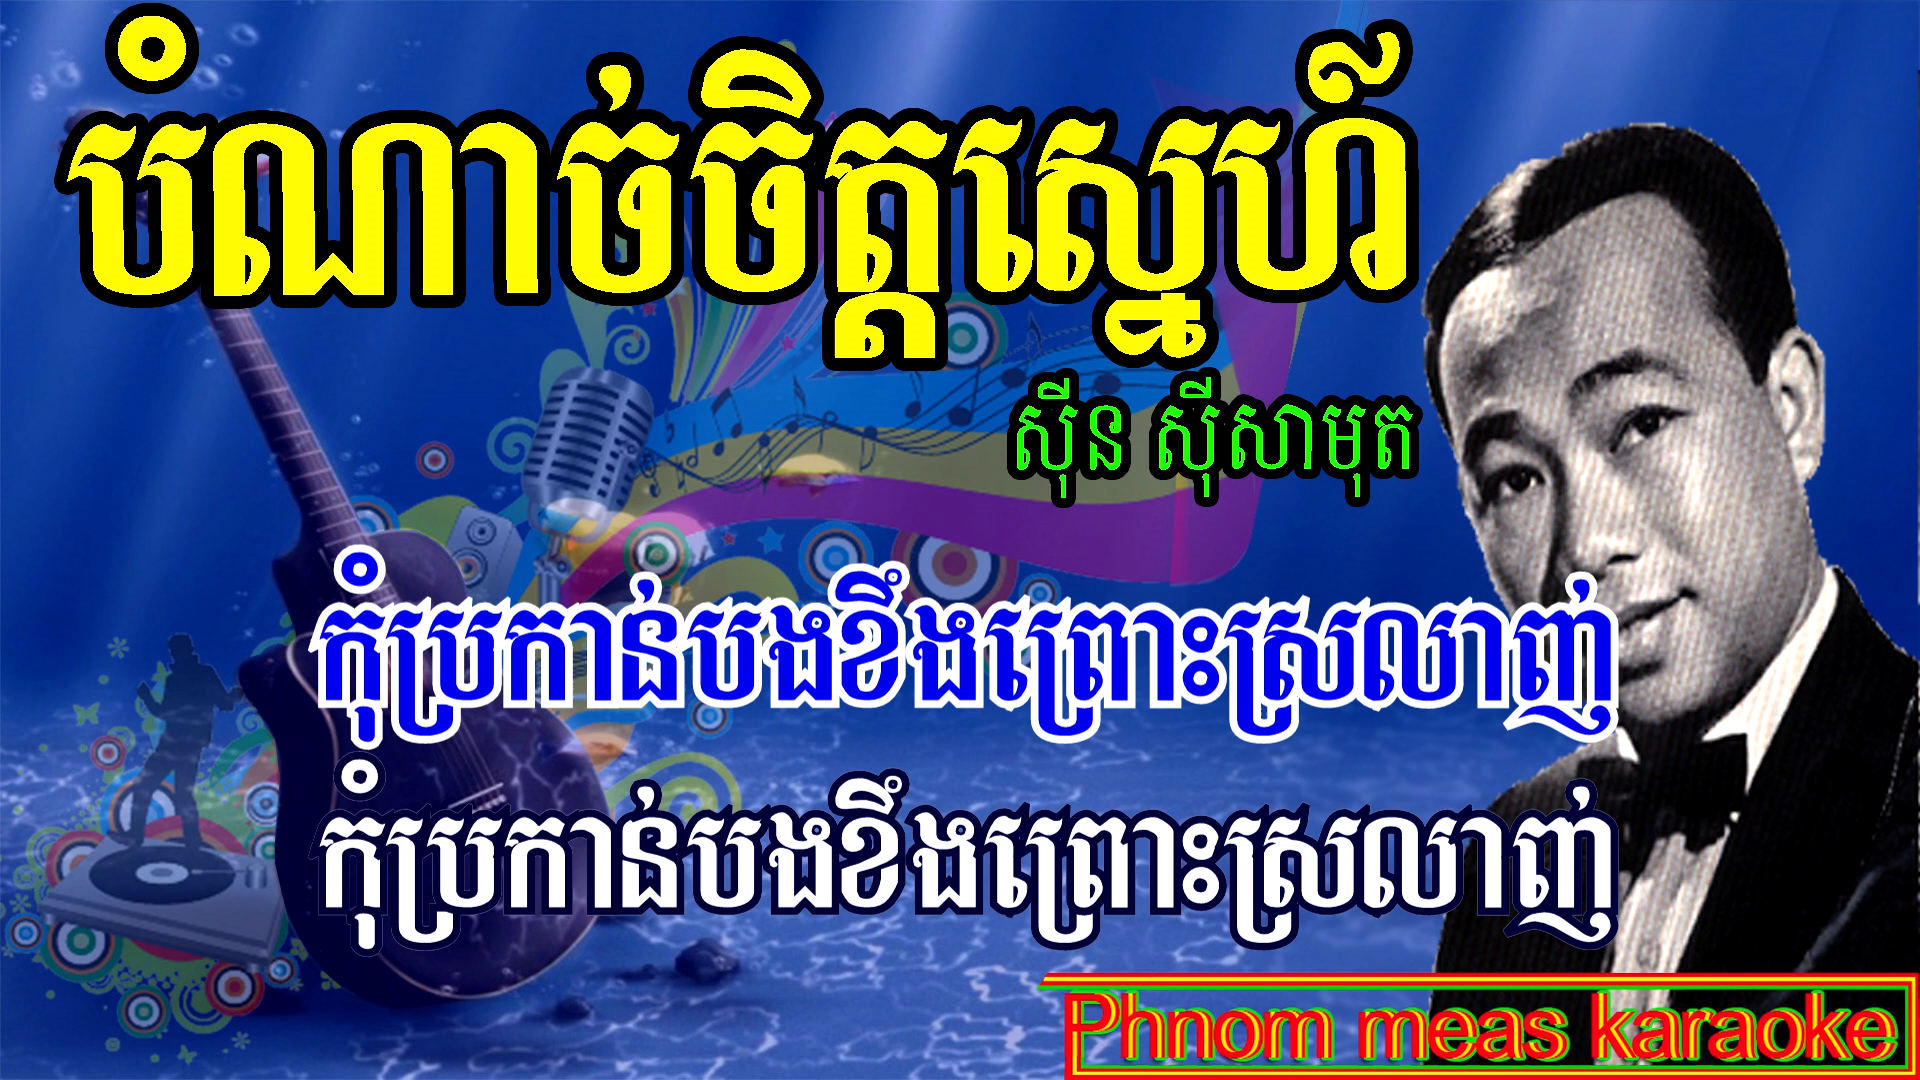 បំណាច់ចិត្តស្នេហ៍
ស៊ីន ស៊ីសាមុត
កុំប្រកាន់បងខឹងព្រោះស្រលាញ់
កុំប្រកាន់បងខឹងព្រោះស្រលាញ់
Phnom meas karaoke